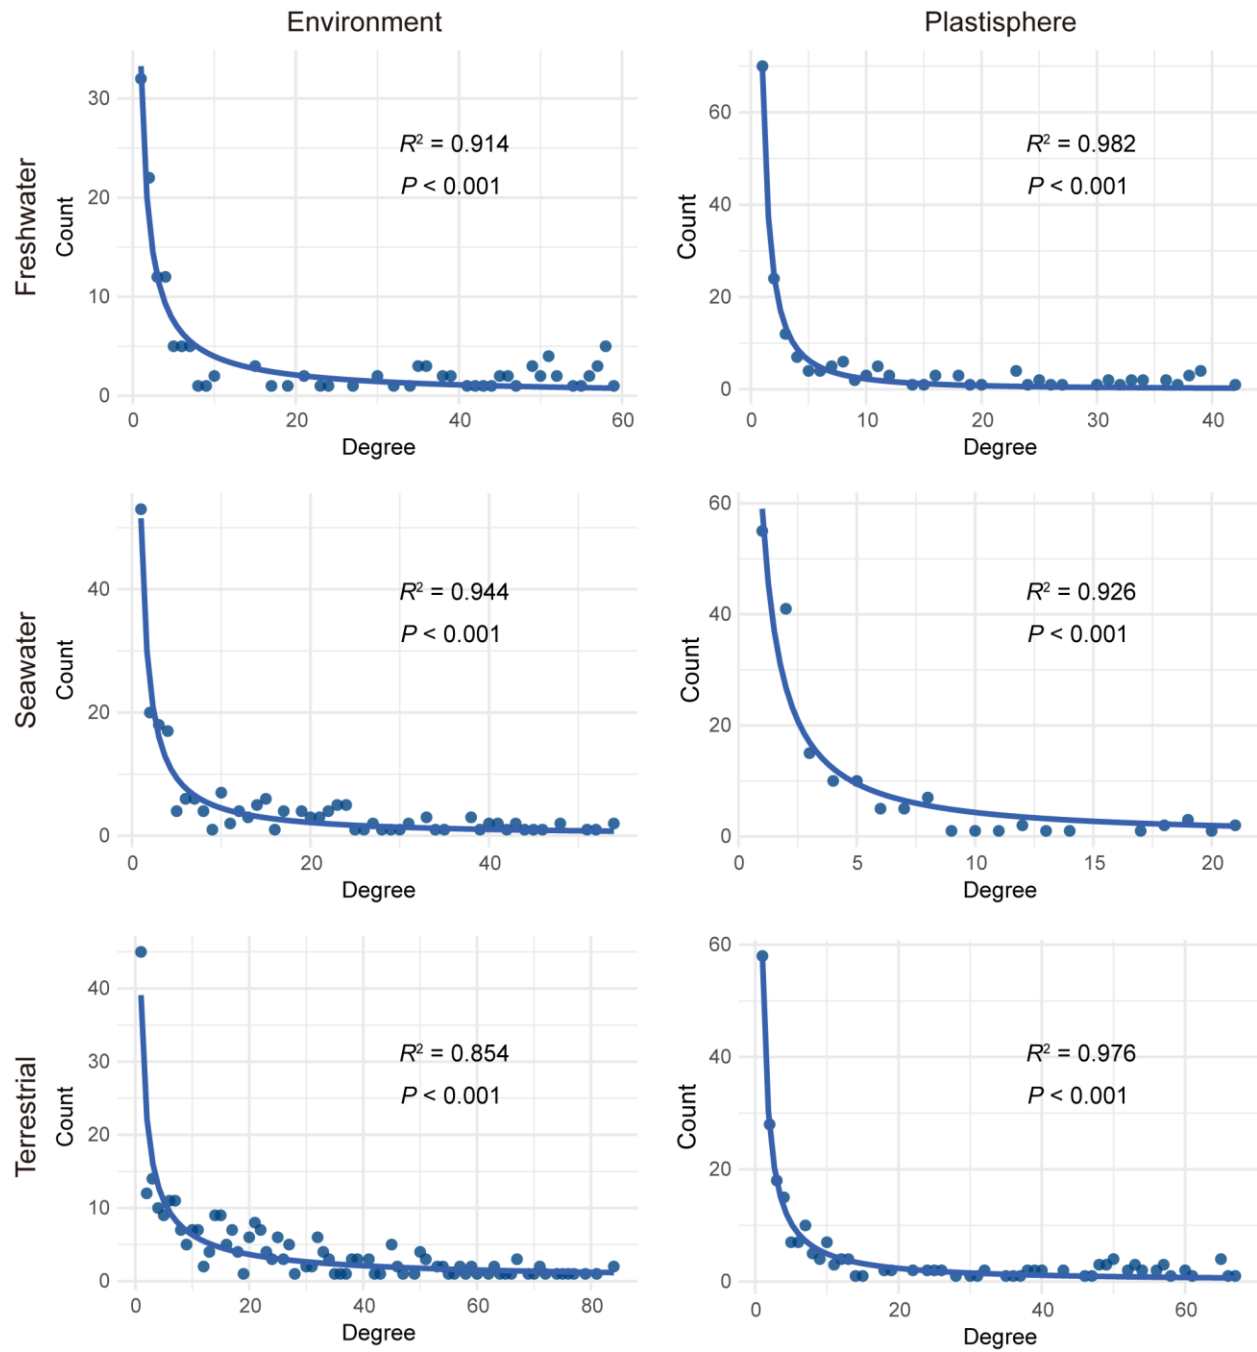 Environment
Plastisphere
Freshwater
Count
30
20
10
0
R² = 0.914
P < 0.001
0
20
40
60
Degree
Count
60
40
20
0
R² = 0.982
P < 0.001
0
10
20
30
40
Degree
Seawater
Count
40
20
0
R² = 0.944
P < 0.001
0
20
40
Degree
Count
60
40
20
0
R² = 0.926
P < 0.001
0
5
10
15
20
Degree
Terrestrial
Count
40
30
20
10
0
R² = 0.854
P < 0.001
0
20
40
60
80
Degree
Count
60
40
20
0
R² = 0.976
P < 0.001
0
20
40
60
Degree